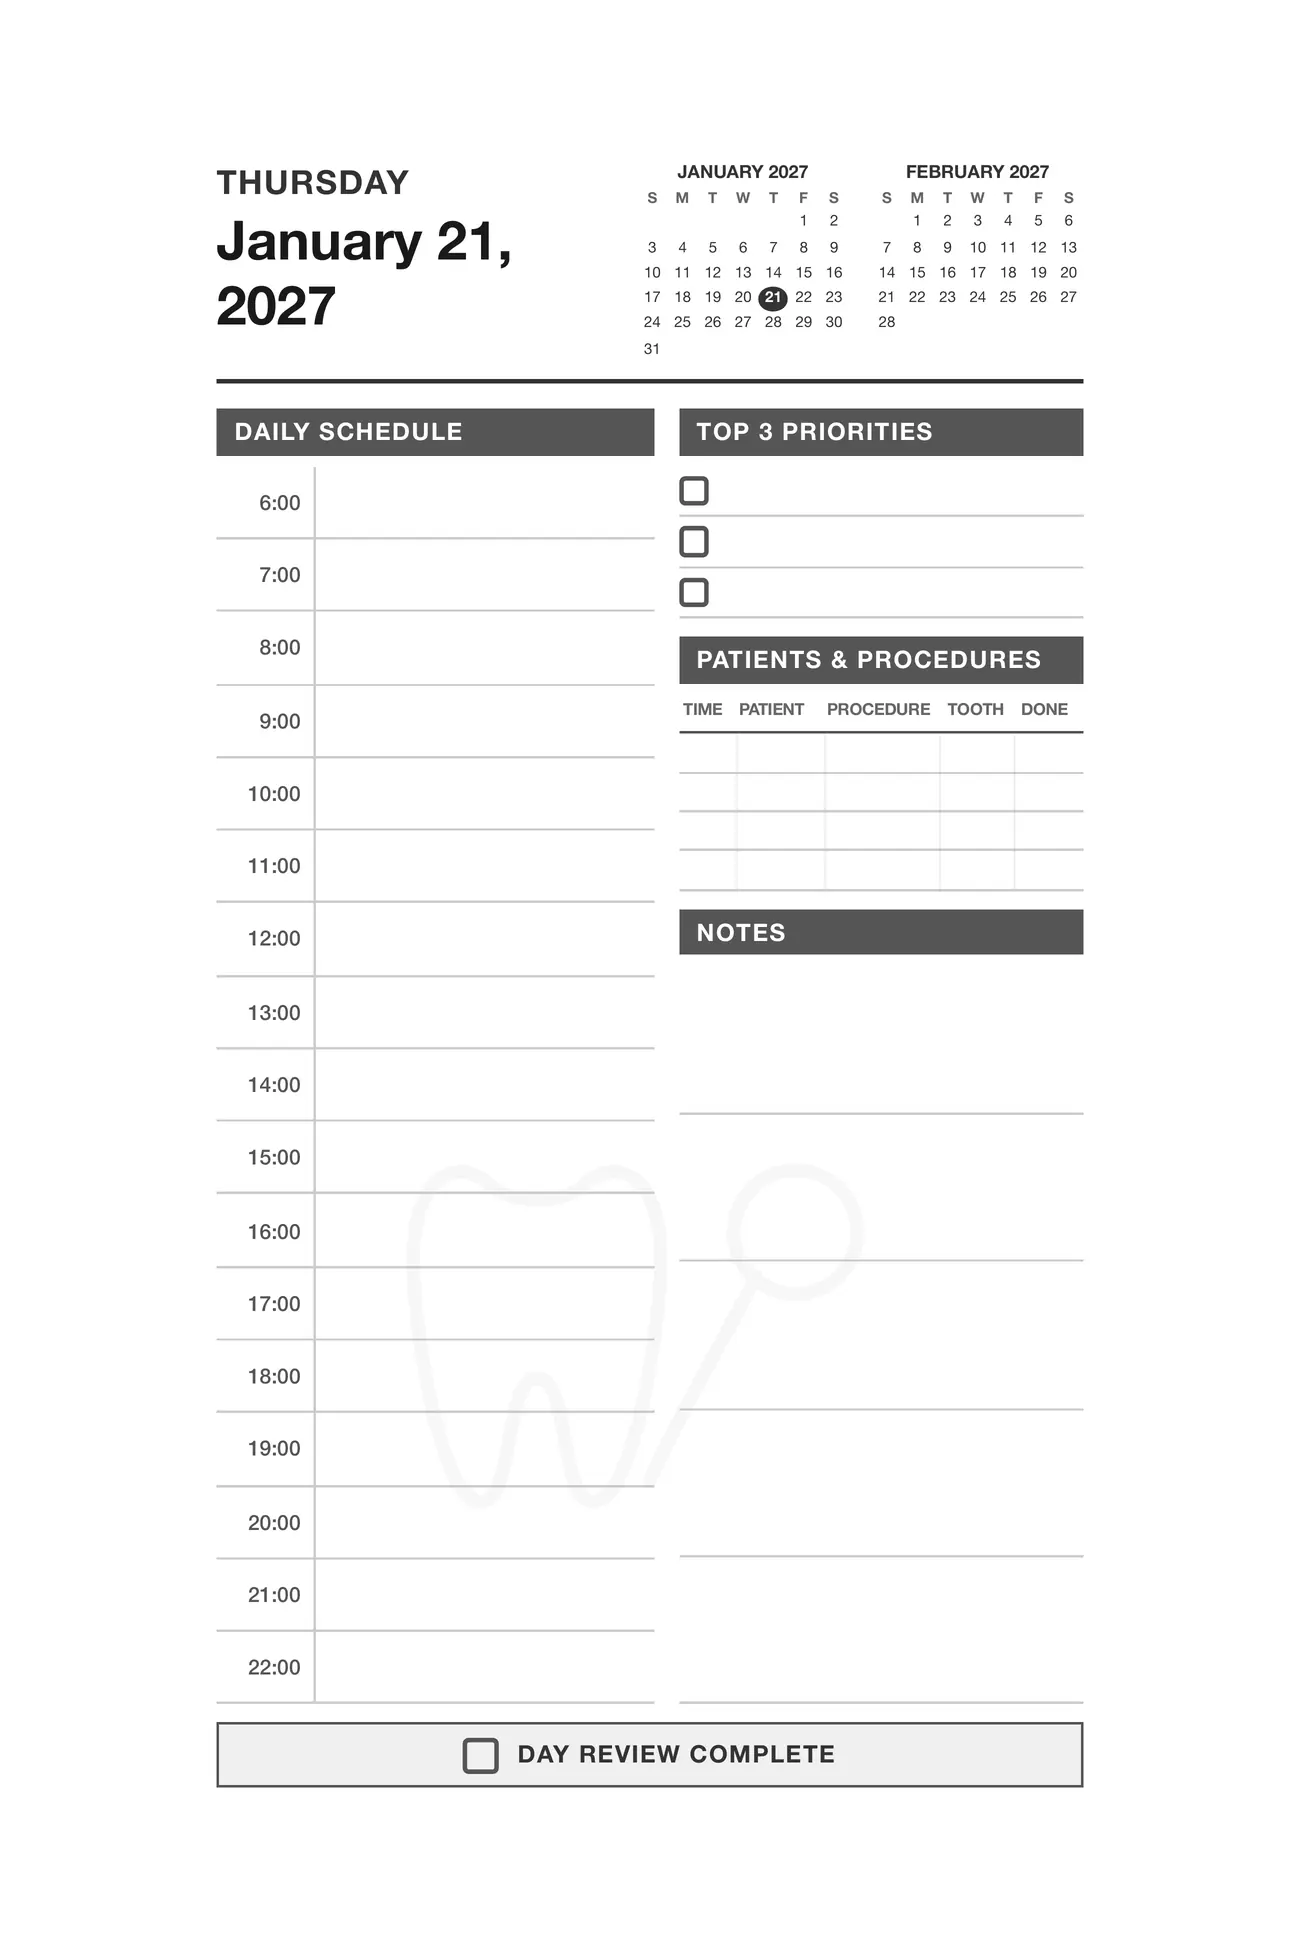 THURSDAY
January 21,
2027
JANUARY 2027
S M T W T F S
1 2
3 4 5 6 7 8 9
10 11 12 13 14 15 16
17 18 19 20 21 22 23
24 25 26 27 28 29 30
31
FEBRUARY 2027
S M T W T F S
1 2 3 4 5 6
7 8 9 10 11 12 13
14 15 16 17 18 19 20
21 22 23 24 25 26 27
28
DAILY SCHEDULE
6:00
7:00
8:00
9:00
10:00
11:00
12:00
13:00
14:00
15:00
16:00
17:00
18:00
19:00
20:00
21:00
22:00
TOP 3 PRIORITIES
PATIENTS & PROCEDURES
TIME PATIENT PROCEDURE TOOTH DONE
NOTES
DAY REVIEW COMPLETE